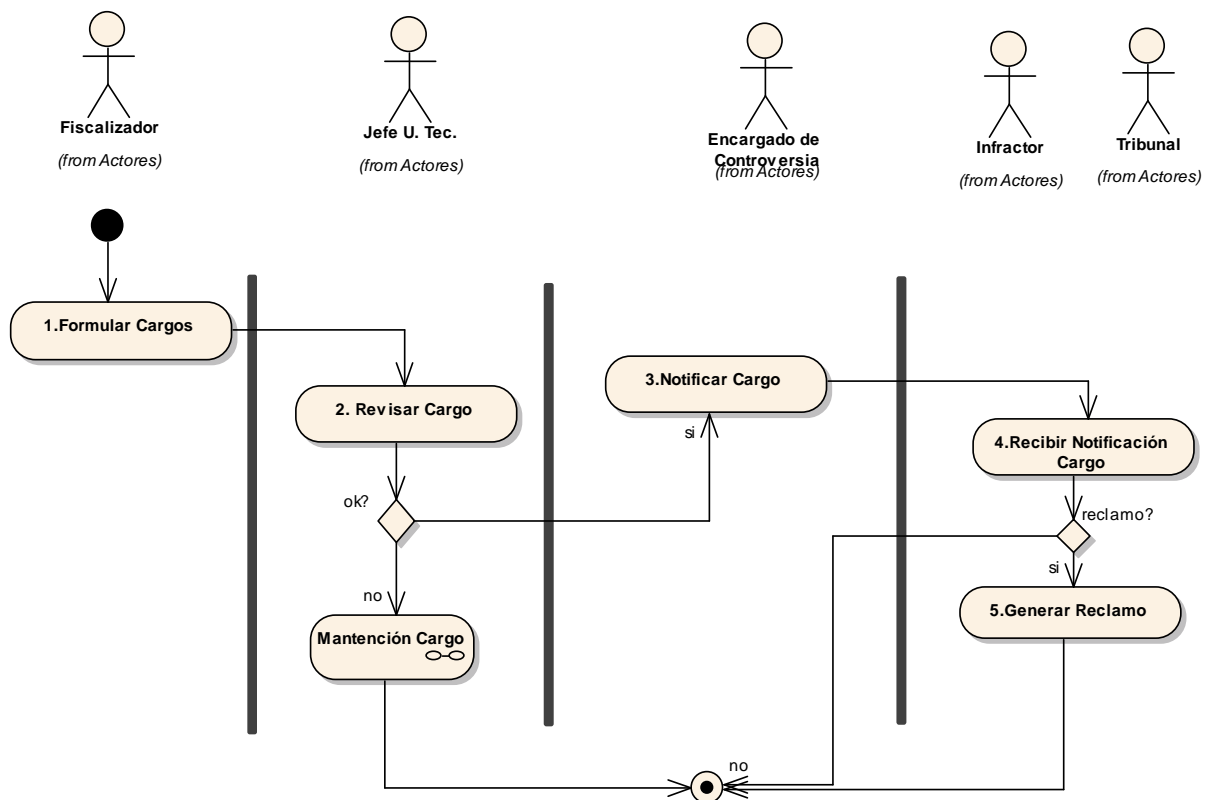 Fiscalizador
(from Actores)
Jefe U. Tec.
(from Actores)
Encargado de
Controversia
(from Actores)
Infractor
(from Actores)
Tribunal
(from Actores)
1.Formular Cargos
2. Revisar Cargo
ok?
no
Mantención Cargo
3.Notificar Cargo
si
4.Recibir Notificación
Cargo
reclamo?
si
5.Generar Reclamo
no